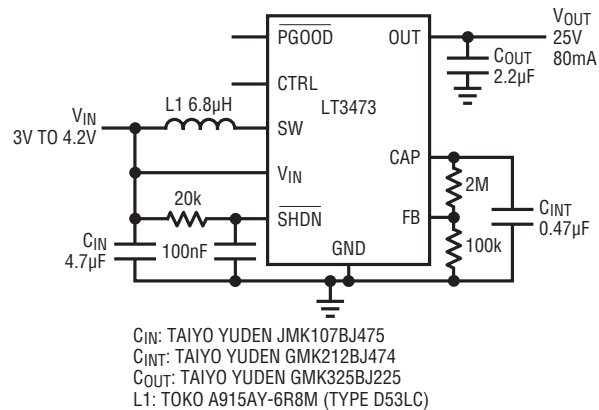 PGOOD
OUT
VOUT
25V
80mA
COUT
2.2µF
CTRL
LT3473
L1 6.8µH
VIN
3V TO 4.2V
SW
VIN
CAP
2M
20k
SHDN
FB
CINT
0.47µF
CIN
4.7µF
100nF
GND
100k
CIN: TAIYO YUDEN JMK107BJ475
CINT: TAIYO YUDEN GMK212BJ474
COUT: TAIYO YUDEN GMK325BJ225
L1: TOKO A915AY-6R8M (TYPE D53LC)